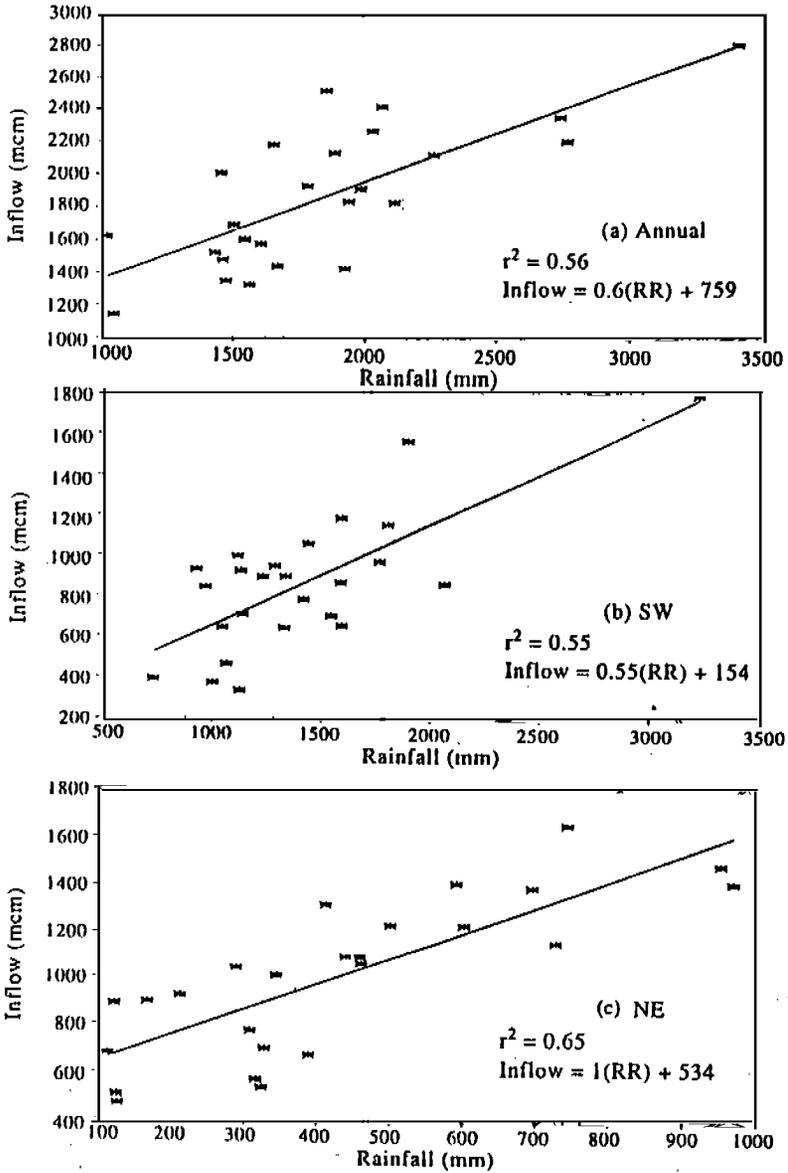 3000
2800
2600
2400
2200
2000
1800
1600
1400
1200
1000
Inflow (mcm)
(a) Annual
r² = 0.56
Inflow = 0.6(RR) + 759
1000 1500 2000 2500 3000 3500
Rainfall (mm)
1800
1600
1400
1200
1000
800
600
400
200
Inflow (mcm)
(b) SW
r² = 0.55
Inflow = 0.55(RR) + 154
500 1000 1500 2000 2500 3000 3500
Rainfall (mm)
1800
1600
1400
1200
1000
800
600
400
Inflow (mcm)
(c) NE
r² = 0.65
Inflow = 1(RR) + 534
100 200 300 400 500 600 700 800 900 1000
Rainfall (mm)